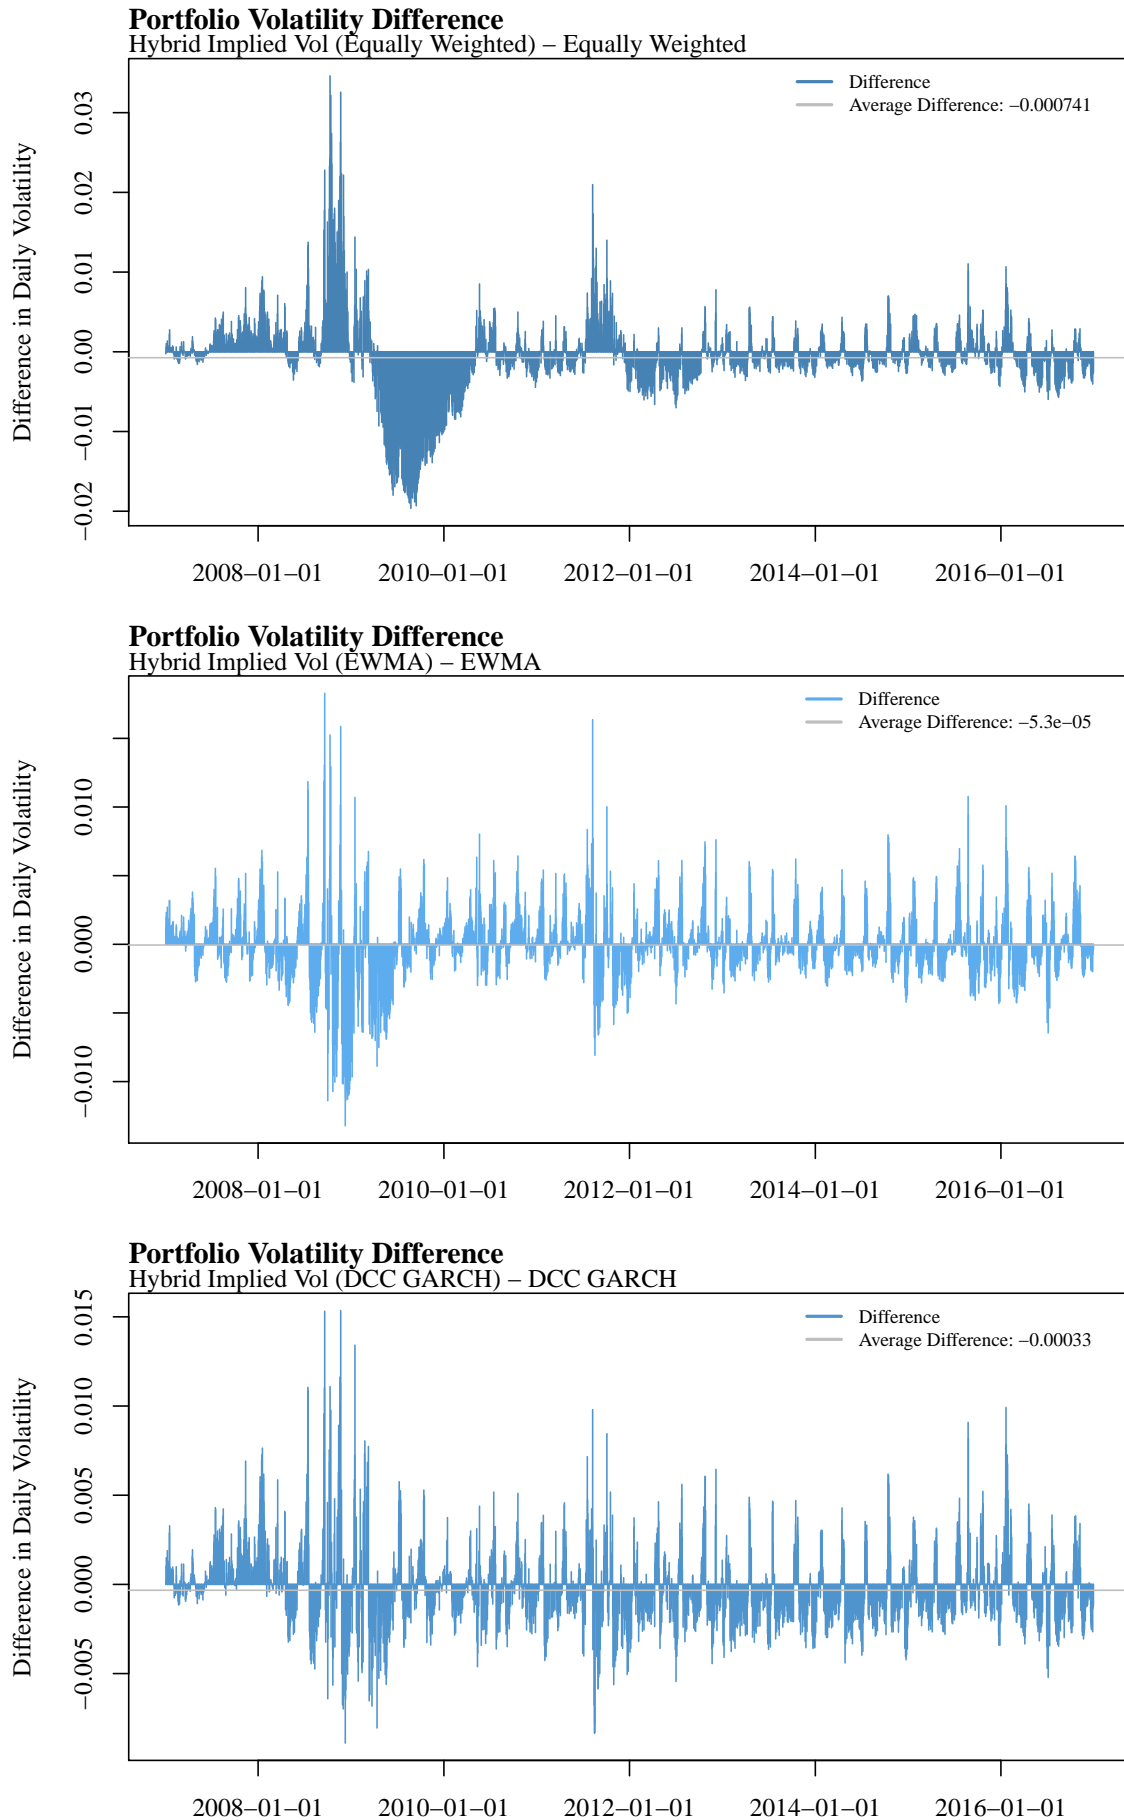 Portfolio Volatility Difference
Hybrid Implied Vol (Equally Weighted) – Equally Weighted
Difference
Average Difference: −0.000741
Difference in Daily Volatility
0.03
0.02
0.01
0.00
−0.01
−0.02
2008−01−01
2010−01−01
2012−01−01
2014−01−01
2016−01−01
Portfolio Volatility Difference
Hybrid Implied Vol (EWMA) – EWMA
Difference
Average Difference: −5.3e−05
Difference in Daily Volatility
0.010
0.000
−0.010
2008−01−01
2010−01−01
2012−01−01
2014−01−01
2016−01−01
Portfolio Volatility Difference
Hybrid Implied Vol (DCC GARCH) – DCC GARCH
Difference
Average Difference: −0.00033
Difference in Daily Volatility
0.015
0.010
0.005
0.000
−0.005
2008−01−01
2010−01−01
2012−01−01
2014−01−01
2016−01−01